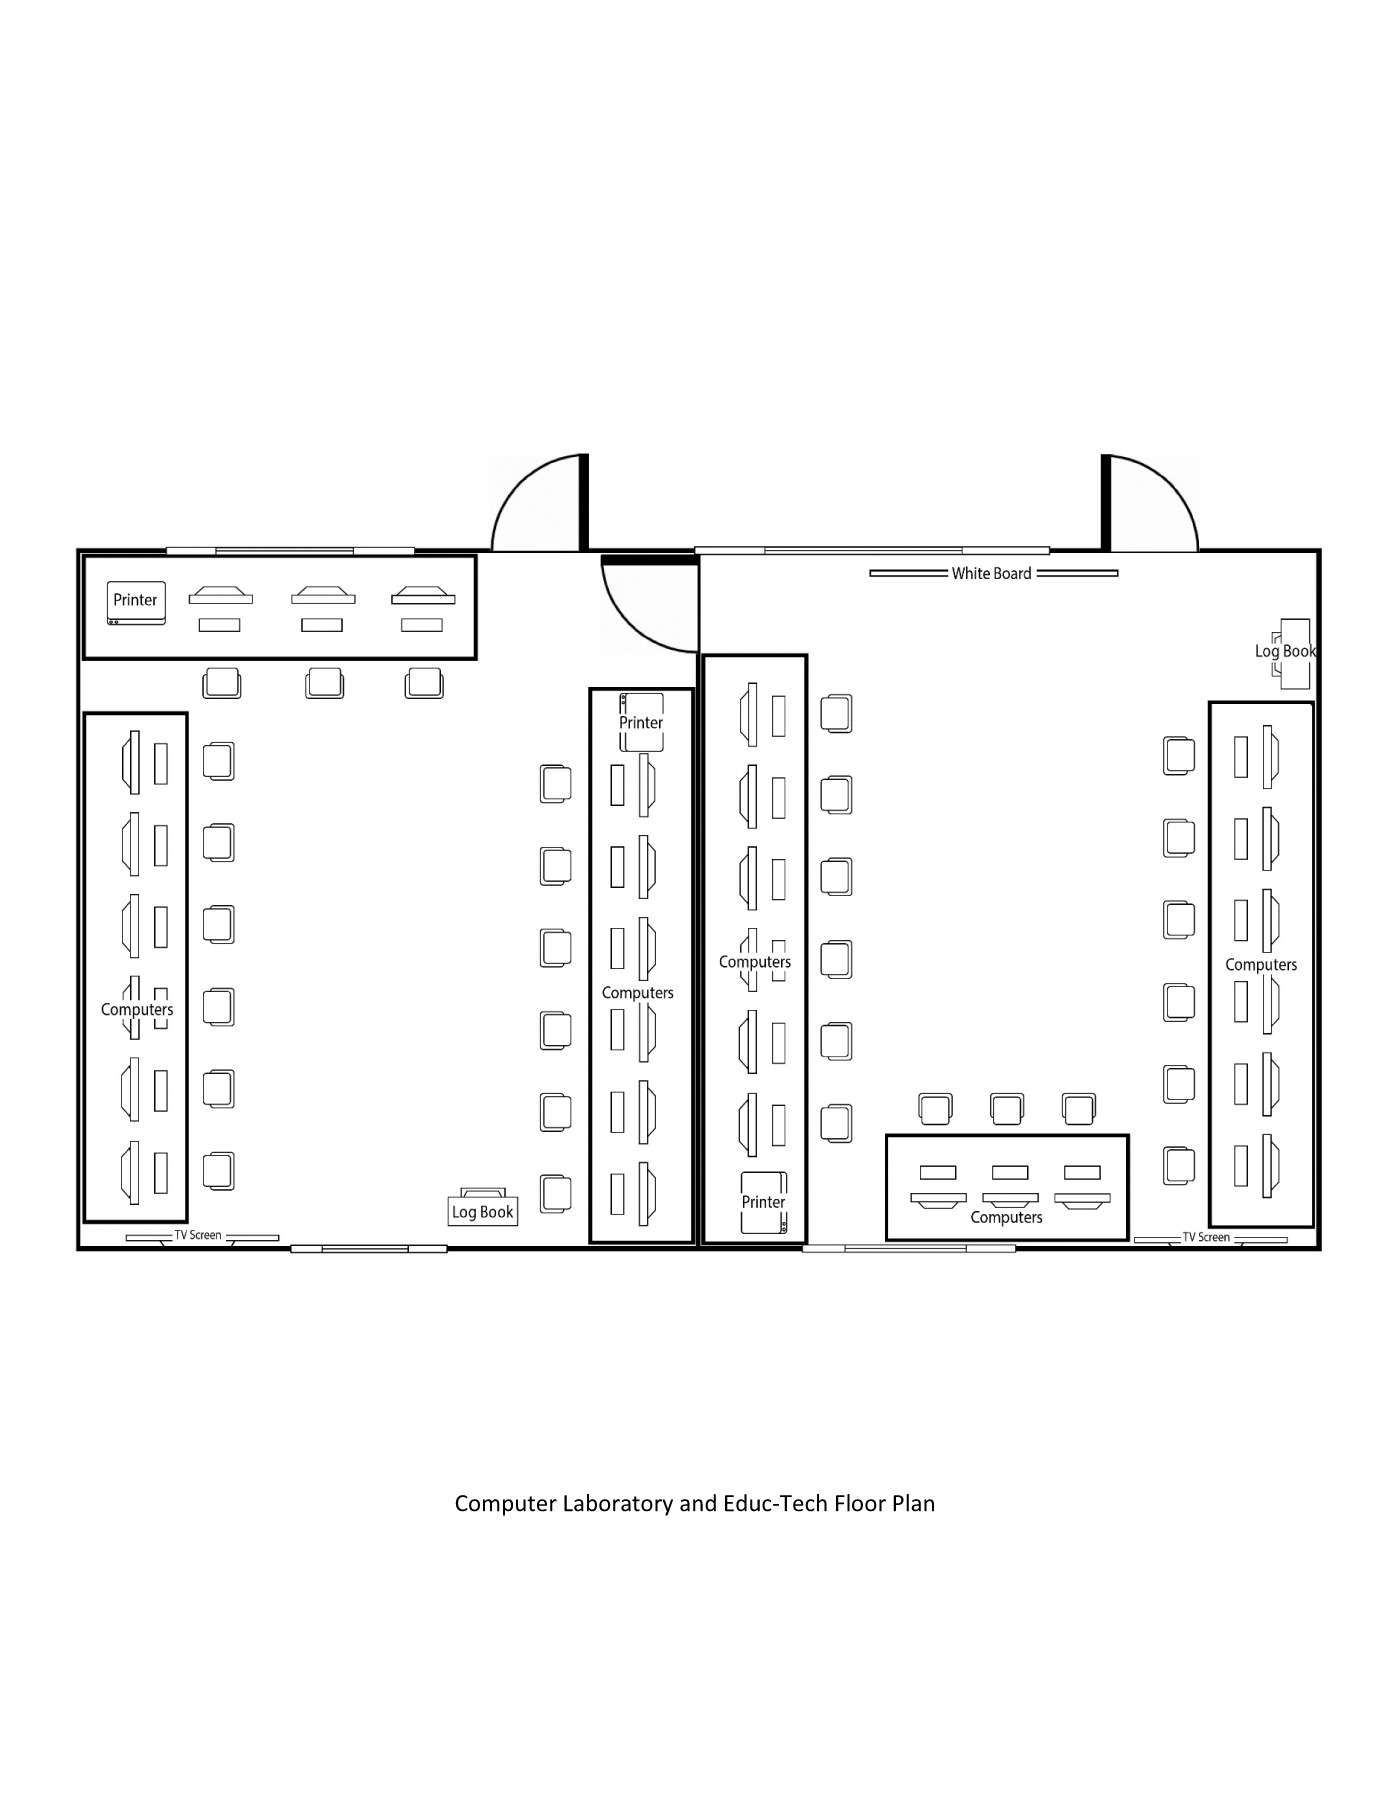 White Board
Printer
Log Book
Printer
Computers
Computers
Computers
Computers
Printer
Log Book
Computers
TV Screen
TV Screen
Computer Laboratory and Educ-Tech Floor Plan